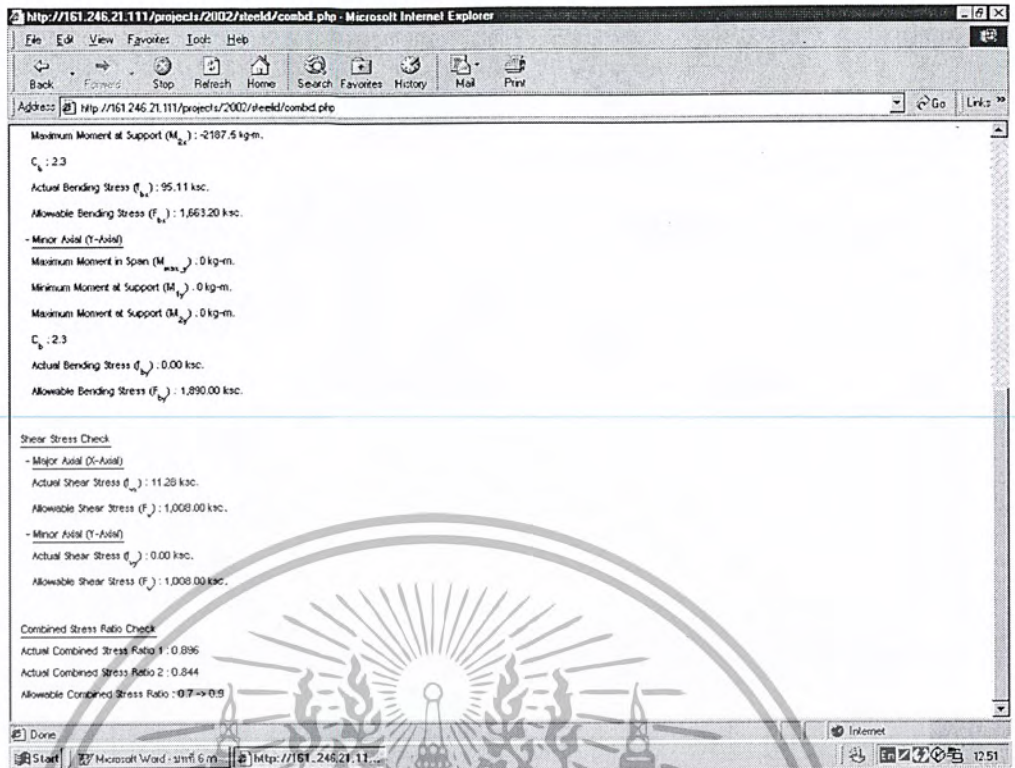 http://161.246.21.111/projects/2002/steeld/combd.php - Microsoft Internet Explorer
File Edit View Favorites Tools Help
Back Forward Stop Refresh Home Search Favorites History Mail Print
Address http://161.246.21.111/projects/2002/steeld/combd.php Go Links »
Maximum Moment at Support (M2x) : -2187.5 kg-m.
Cb : 2.3
Actual Bending Stress (fbx) : 95.11 ksc.
Allowable Bending Stress (Fbx) : 1,663.20 ksc.
- Minor Axial (Y-Axial)
Maximum Moment in Span (Mmax_y) : 0 kg-m.
Minimum Moment at Support (M1y) : 0 kg-m.
Maximum Moment at Support (M2y) : 0 kg-m.
Cb : 2.3
Actual Bending Stress (fby) : 0.00 ksc.
Allowable Bending Stress (Fby) : 1,890.00 ksc.
Shear Stress Check
- Major Axial (X-Axial)
Actual Shear Stress (fvx) : 11.28 ksc.
Allowable Shear Stress (Fv) : 1,008.00 ksc.
- Minor Axial (Y-Axial)
Actual Shear Stress (fvy) : 0.00 ksc.
Allowable Shear Stress (Fv) : 1,008.00 ksc.
Combined Stress Ratio Check
Actual Combined Stress Ratio 1 : 0.896
Actual Combined Stress Ratio 2 : 0.844
Allowable Combined Stress Ratio : 0.7 -> 0.9
Done Internet
Start Microsoft Word - บทที่ 6 m http://161.246.21.11... En 12:51